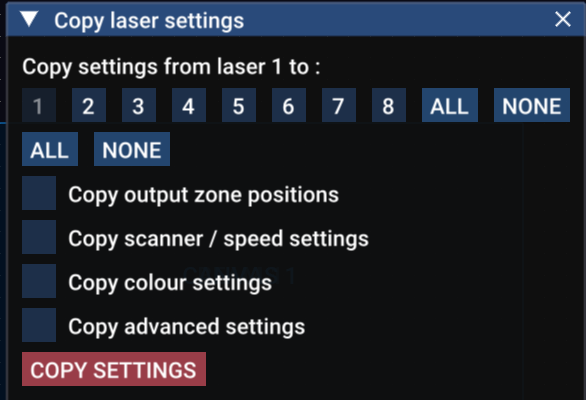 Copy laser settings
Copy settings from laser 1 to :
1 2 3 4 5 6 7 8 ALL NONE
ALL NONE
Copy output zone positions
Copy scanner / speed settings
Copy colour settings
Copy advanced settings
COPY SETTINGS